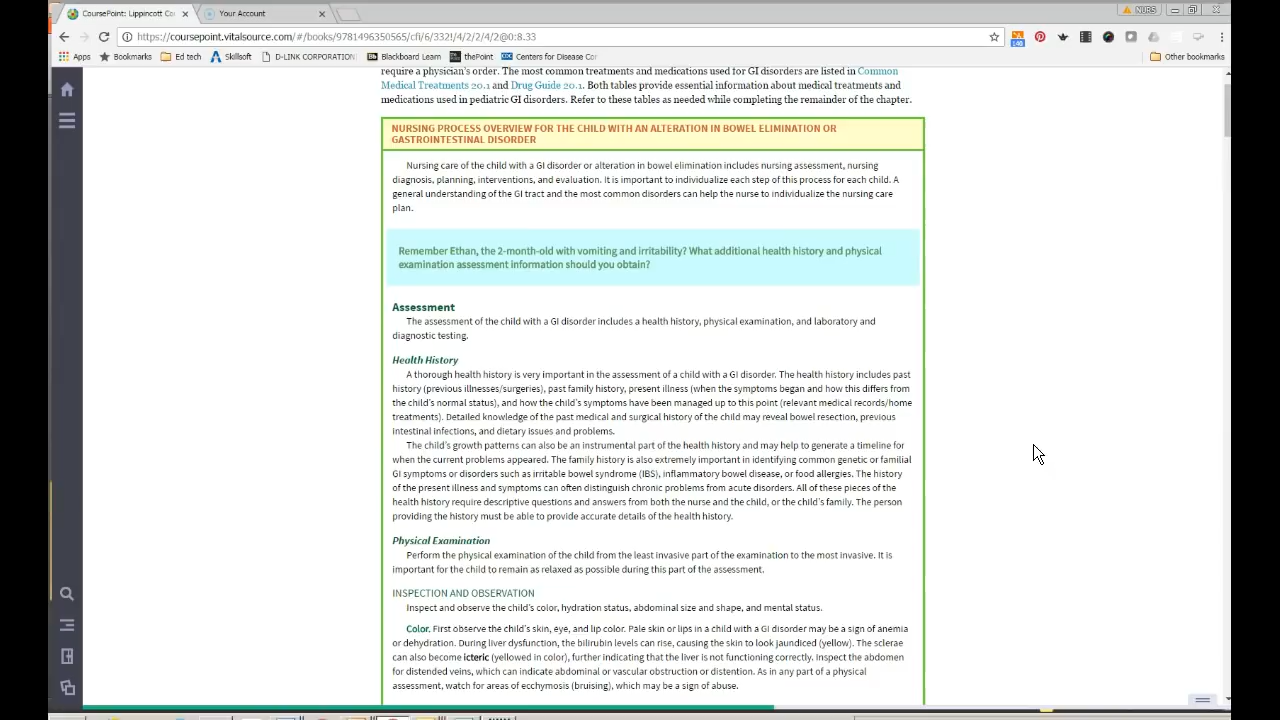 CoursePoint: Lippincott Co
Your Account
NURS
https://coursepoint.vitalsource.com/#/books/9781496350565/cfi/6/332!/4/2/2/4/2@0:8.33
146
Apps
Bookmarks
Ed tech
Skillsoft
D-LINK CORPORATION
Blackboard Learn
thePoint
Centers for Disease Co
Other bookmarks
require a physician's order. The most common treatments and medications used for GI disorders are listed in Common
Medical Treatments 20.1 and Drug Guide 20.1. Both tables provide essential information about medical treatments and
medications used in pediatric GI disorders. Refer to these tables as needed while completing the remainder of the chapter.
NURSING PROCESS OVERVIEW FOR THE CHILD WITH AN ALTERATION IN BOWEL ELIMINATION OR
GASTROINTESTINAL DISORDER
Nursing care of the child with a GI disorder or alteration in bowel elimination includes nursing assessment, nursing
diagnosis, planning, interventions, and evaluation. It is important to individualize each step of this process for each child. A
general understanding of the GI tract and the most common disorders can help the nurse to individualize the nursing care
plan.
Remember Ethan, the 2-month-old with vomiting and irritability? What additional health history and physical
examination assessment information should you obtain?
Assessment
The assessment of the child with a GI disorder includes a health history, physical examination, and laboratory and
diagnostic testing.
Health History
A thorough health history is very important in the assessment of a child with a GI disorder. The health history includes past
history (previous illnesses/surgeries), past family history, present illness (when the symptoms began and how this differs from
the child's normal status), and how the child's symptoms have been managed up to this point (relevant medical records/home
treatments). Detailed knowledge of the past medical and surgical history of the child may reveal bowel resection, previous
intestinal infections, and dietary issues and problems.
The child's growth patterns can also be an instrumental part of the health history and may help to generate a timeline for
when the current problems appeared. The family history is also extremely important in identifying common genetic or familial
GI symptoms or disorders such as irritable bowel syndrome (IBS), inflammatory bowel disease, or food allergies. The history
of the present illness and symptoms can often distinguish chronic problems from acute disorders. All of these pieces of the
health history require descriptive questions and answers from both the nurse and the child, or the child's family. The person
providing the history must be able to provide accurate details of the health history.
Physical Examination
Perform the physical examination of the child from the least invasive part of the examination to the most invasive. It is
important for the child to remain as relaxed as possible during this part of the assessment.
INSPECTION AND OBSERVATION
Inspect and observe the child's color, hydration status, abdominal size and shape, and mental status.
Color. First observe the child's skin, eye, and lip color. Pale skin or lips in a child with a GI disorder may be a sign of anemia
or dehydration. During liver dysfunction, the bilirubin levels can rise, causing the skin to look jaundiced (yellow). The sclerae
can also become icteric (yellowed in color), further indicating that the liver is not functioning correctly. Inspect the abdomen
for distended veins, which can indicate abdominal or vascular obstruction or distention. As in any part of a physical
assessment, watch for areas of ecchymosis (bruising), which may be a sign of abuse.